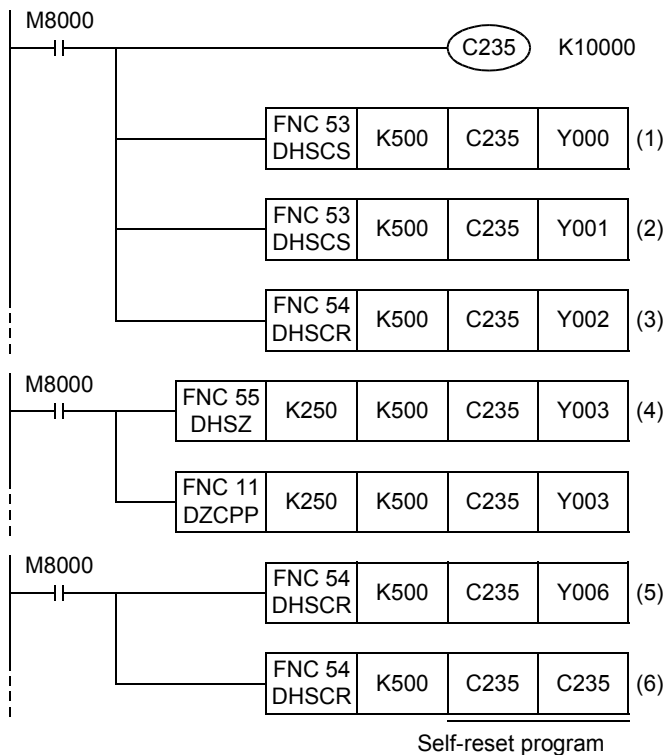 M8000
C235 K10000
FNC 53 DHSCS K500 C235 Y000 (1)
FNC 53 DHSCS K500 C235 Y001 (2)
FNC 54 DHSCR K500 C235 Y002 (3)
M8000
FNC 55 DHSZ K250 K500 C235 Y003 (4)
FNC 11 DZCPP K250 K500 C235 Y003
M8000
FNC 54 DHSCR K500 C235 Y006 (5)
FNC 54 DHSCR K500 C235 C235 (6)
Self-reset program